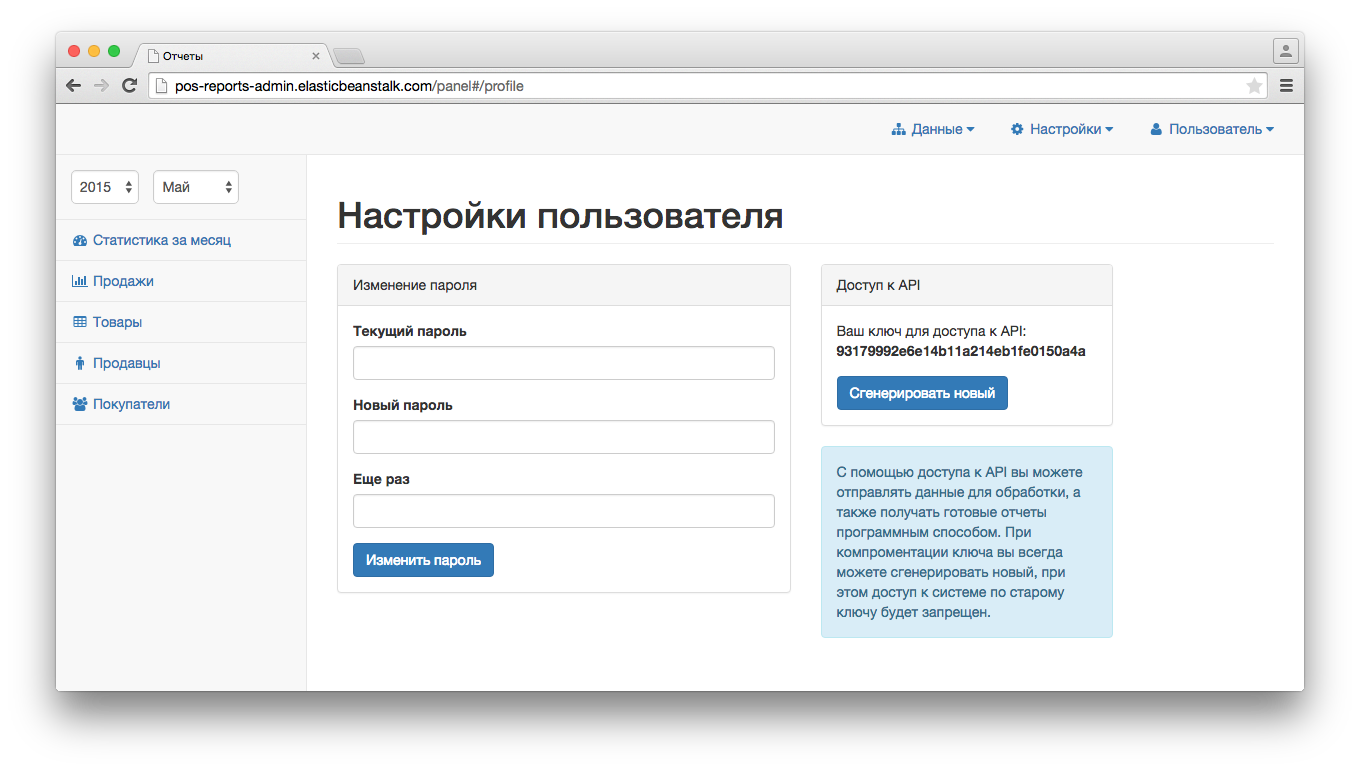 Отчеты
pos-reports-admin.elasticbeanstalk.com/panel#/profile
Данные
Настройки
Пользователь
2015
Май
Статистика за месяц
Продажи
Товары
Продавцы
Покупатели
Настройки пользователя
Изменение пароля
Текущий пароль
Новый пароль
Еще раз
Изменить пароль
Доступ к API
Ваш ключ для доступа к API:
93179992e6e14b11a214eb1fe0150a4a
Сгенерировать новый
С помощью доступа к API вы можете
отправлять данные для обработки, а
также получать готовые отчеты
программным способом. При
компроментации ключа вы всегда
можете сгенерировать новый, при
этом доступ к системе по старому
ключу будет запрещен.